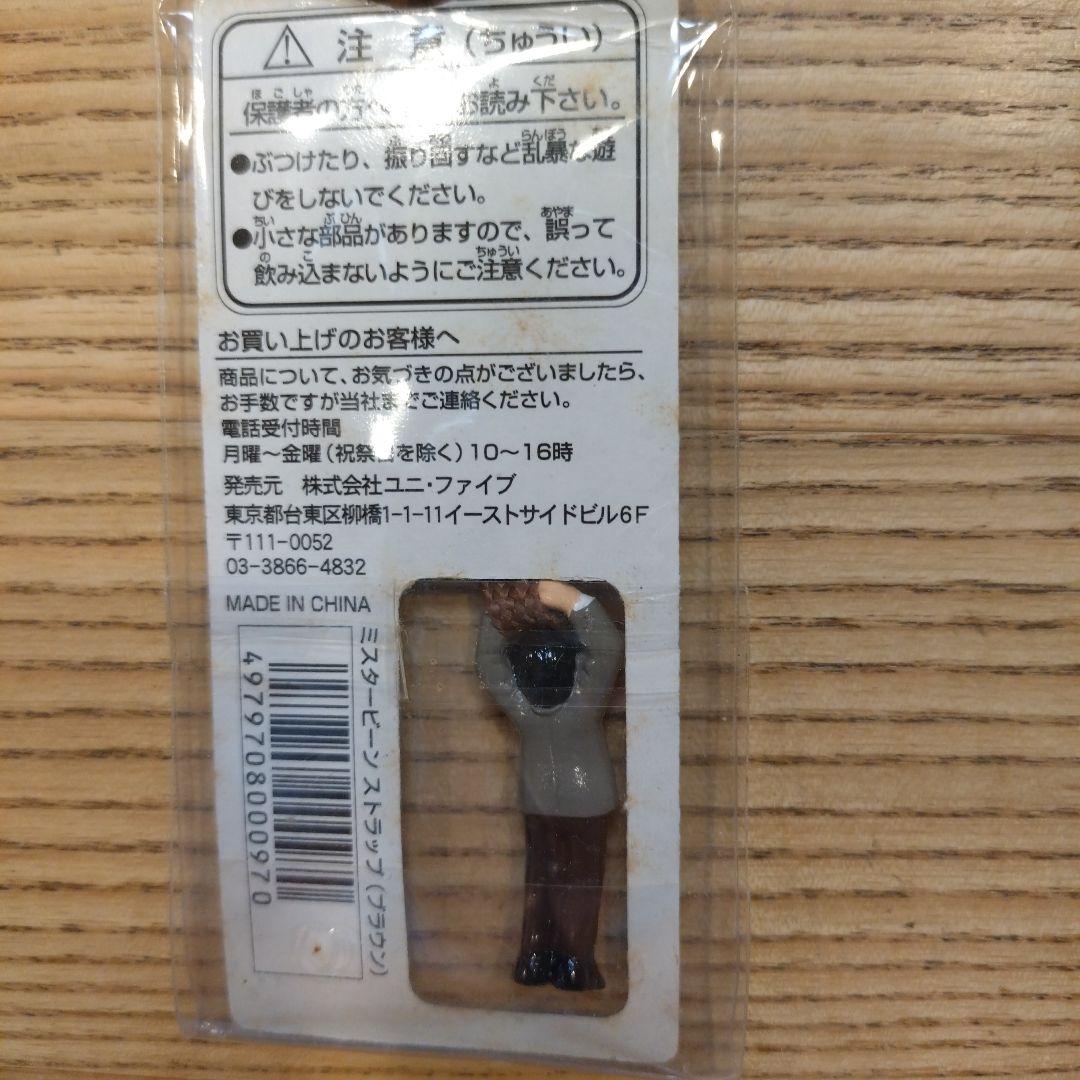 注意(ちゅうい)
保護者の方 お読み下さい。
●ぶつけたり、振り回すなど乱暴な遊
びをしないでください。
●小さな部品がありますので、誤って
飲み込まないようにご注意ください。
お買い上げのお客様へ
商品について、お気づきの点がございましたら、
お手数ですが当社までご連絡ください。
電話受付時間
月曜〜金曜(祝祭日を除く)10〜16時
発売元 株式会社ユニ・ファイブ
東京都台東区柳橋1-1-11イーストサイドビル6F
〒111-0052
03-3866-4832
MADE IN CHINA
ミスタービーン ストラップ(ブラウン)
4979708000970